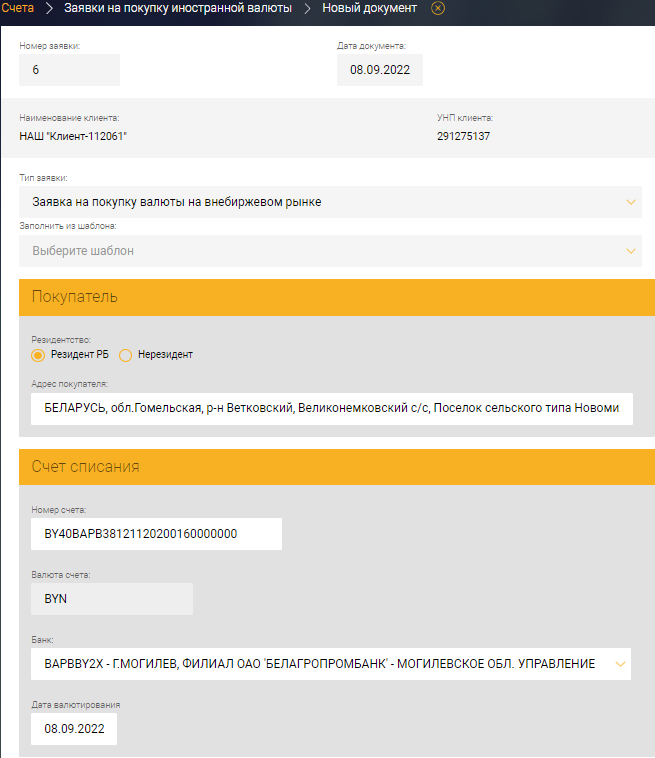 Счета > Заявки на покупку иностранной валюты > Новый документ
Номер заявки: Дата документа:
6 08.09.2022
Наименование клиента: УНП клиента:
НАШ "Клиент-112061" 291275137
Тип заявки:
Заявка на покупку валюты на внебиржевом рынке
Заполнить из шаблона:
Выберите шаблон
Покупатель
Резидентство:
Резидент РБ Нерезидент
Адрес покупателя:
БЕЛАРУСЬ, обл.Гомельская, р-н Ветковский, Великонемковский с/с, Поселок сельского типа Новоми
Счет списания
Номер счета:
BY40BAPB38121120200160000000
Валюта счета:
BYN
Банк:
BAPBBY2X - Г.МОГИЛЕВ, ФИЛИАЛ ОАО 'БЕЛАГРОПРОМБАНК' - МОГИЛЕВСКОЕ ОБЛ. УПРАВЛЕНИЕ
Дата валютирования
08.09.2022